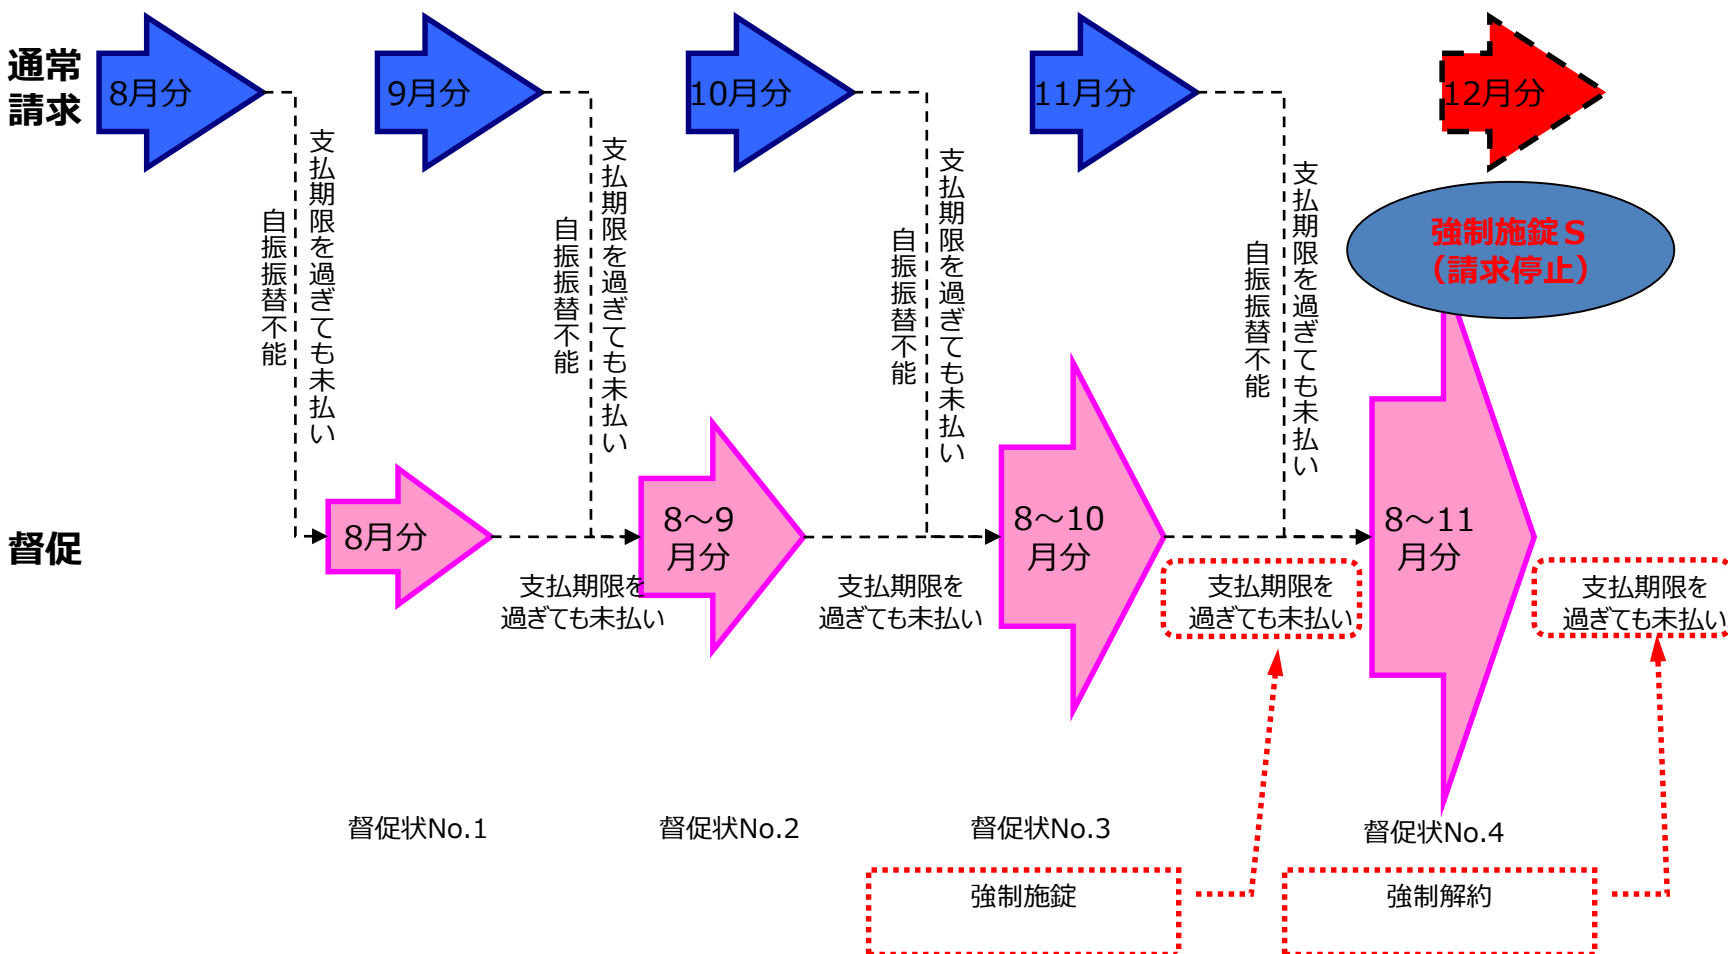 通常
請求
8月分
9月分
10月分
11月分
12月分
支払期限を過ぎても未払い
自振振替不能
支払期限を過ぎても未払い
自振振替不能
支払期限を過ぎても未払い
自振振替不能
支払期限を過ぎても未払い
自振振替不能
強制施錠S
（請求停止）
督促
8月分
8～9
月分
8～10
月分
8～11
月分
支払期限を
過ぎても未払い
支払期限を
過ぎても未払い
支払期限を
過ぎても未払い
支払期限を
過ぎても未払い
督促状No.1
督促状No.2
督促状No.3
督促状No.4
強制施錠
強制解約